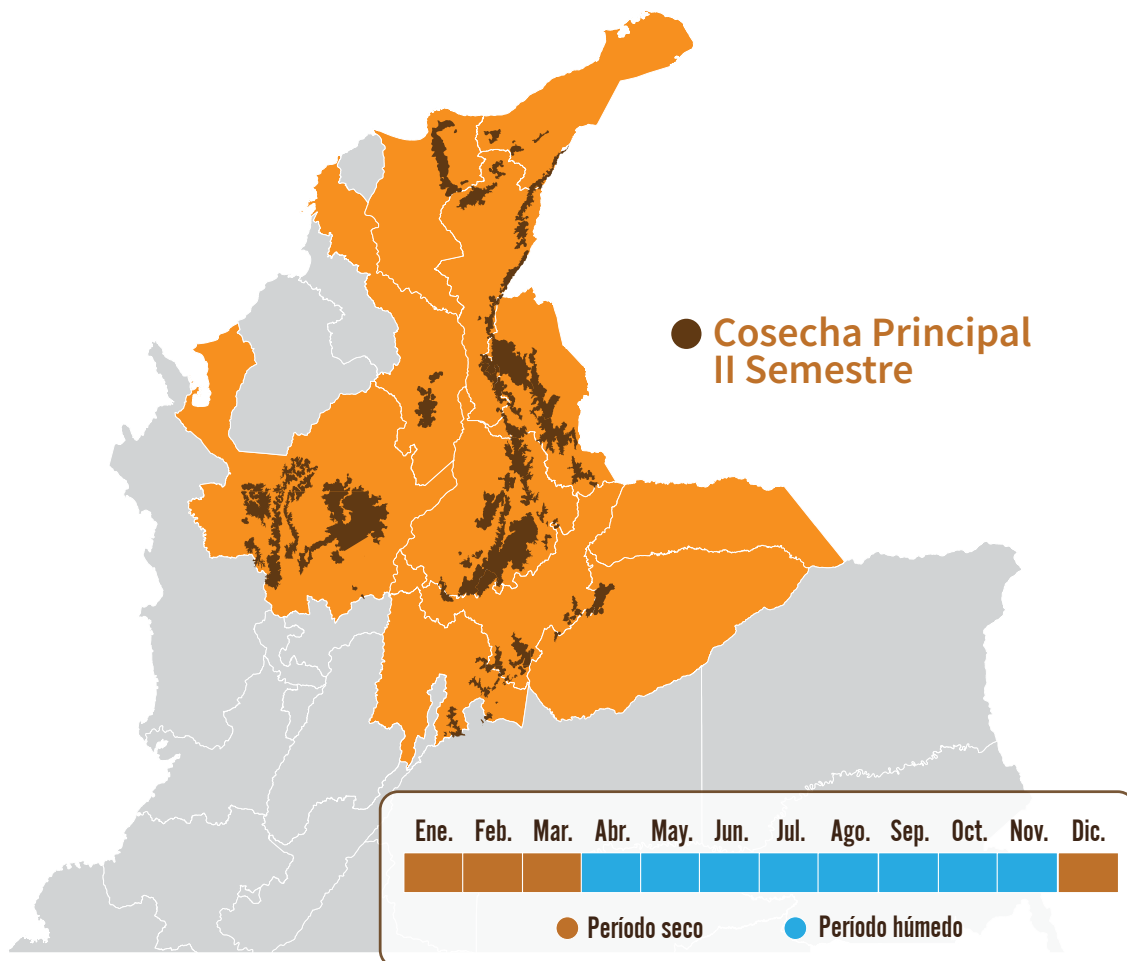 Cosecha Principal
II Semestre
Ene. Feb. Mar. Abr. May. Jun. Jul. Ago. Sep. Oct. Nov. Dic.
Período seco Período húmedo